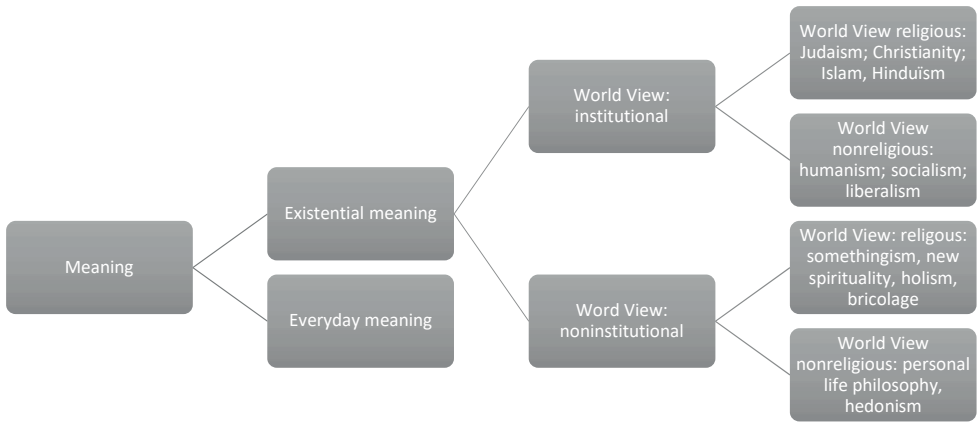 Meaning
Existential meaning
Everyday meaning
World View:
institutional
Word View:
noninstitutional
World View religious:
Judaism; Christianity;
Islam, Hinduïsm
World View
nonreligious:
humanism; socialism;
liberalism
World View: religous:
somethingism, new
spirituality, holism,
bricolage
World View
nonreligious: personal
life philosophy,
hedonism